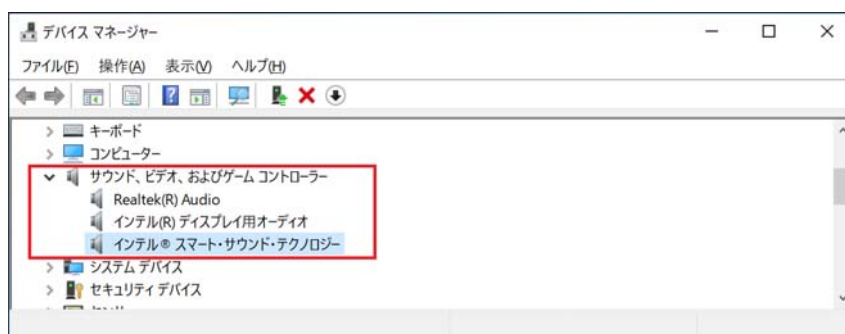 デバイス マネージャー
ファイル(F) 操作(A) 表示(V) ヘルプ(H)
キーボード
コンピューター
サウンド、ビデオ、およびゲーム コントローラー
Realtek(R) Audio
インテル(R) ディスプレイ用オーディオ
インテル® スマート・サウンド・テクノロジー
システム デバイス
セキュリティ デバイス